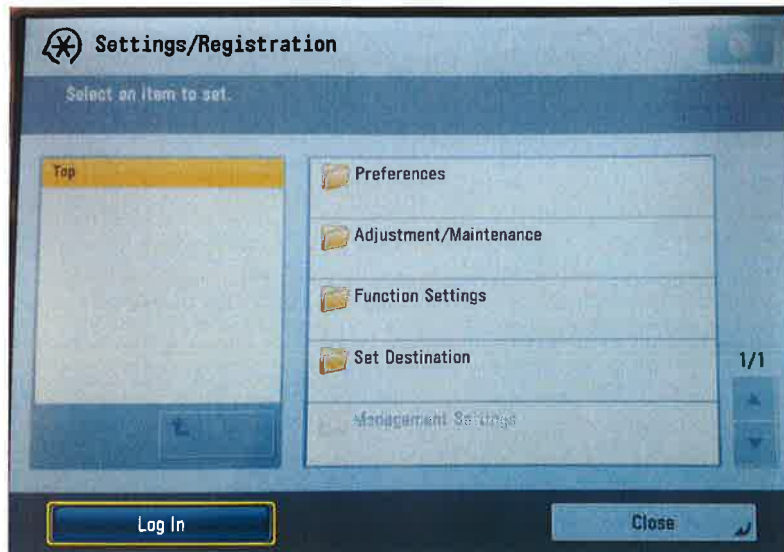 Settings/Registration
Select an item to set.
Top
Preferences
Adjustment/Maintenance
Function Settings
Set Destination
1/1
Management Settings
Log In
Close